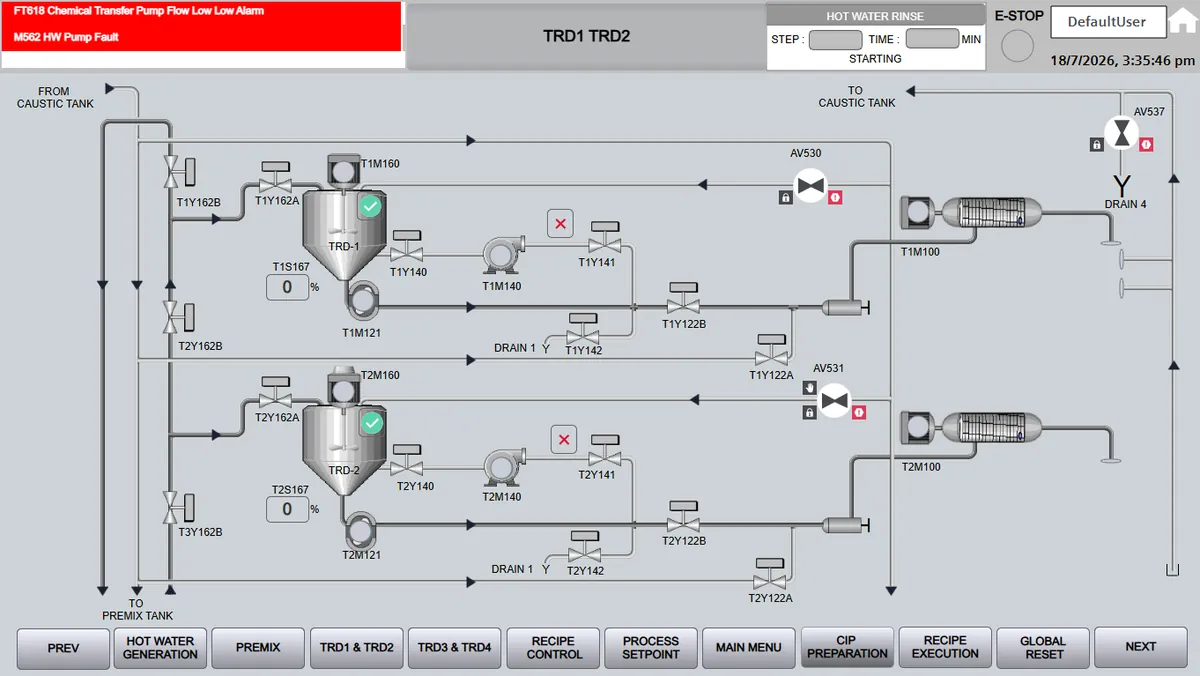 FT618 Chemical Transfer Pump Flow Low Low Alarm
M562 HW Pump Fault
TRD1 TRD2
HOT WATER RINSE
STEP :
TIME :
MIN
STARTING
E-STOP
DefaultUser
18/7/2026, 3:35:46 pm
FROM
CAUSTIC TANK
TO
CAUSTIC TANK
AV537
DRAIN 4
AV530
T1M160
T1Y162B
T1Y162A
TRD-1
T1Y140
T1M140
T1Y141
T1M100
T1S167
0 %
T1M121
T1Y122B
DRAIN 1 Y
T1Y142
T2Y162B
T1Y122A
T2M160
AV531
T2Y162A
TRD-2
T2Y140
T2M140
T2Y141
T2M100
T2S167
0 %
T3Y162B
T2M121
T2Y122B
DRAIN 1 Y
T2Y142
T2Y122A
TO
PREMIX TANK
PREV
HOT WATER
GENERATION
PREMIX
TRD1 & TRD2
TRD3 & TRD4
RECIPE
CONTROL
PROCESS
SETPOINT
MAIN MENU
CIP
PREPARATION
RECIPE
EXECUTION
GLOBAL
RESET
NEXT